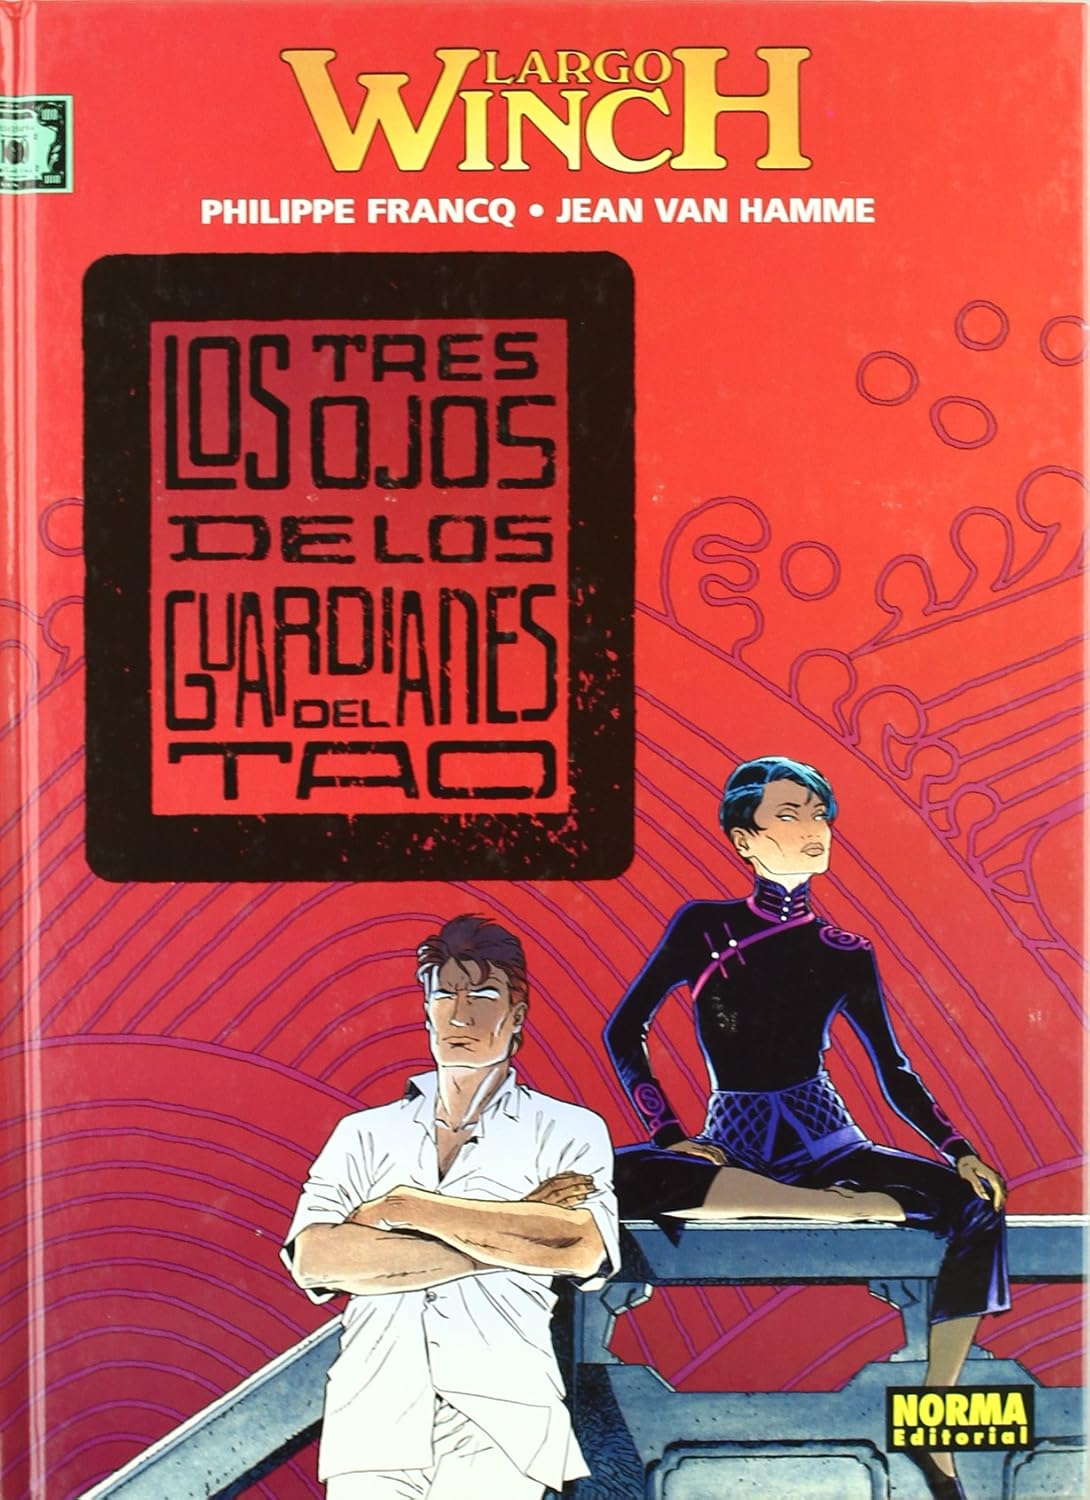 LARGO
WINCH
PHILIPPE FRANCQ • JEAN VAN HAMME
LOS TRES
OJOS
DE LOS
GUARDIANES
DEL
TAO
NORMA
Editorial